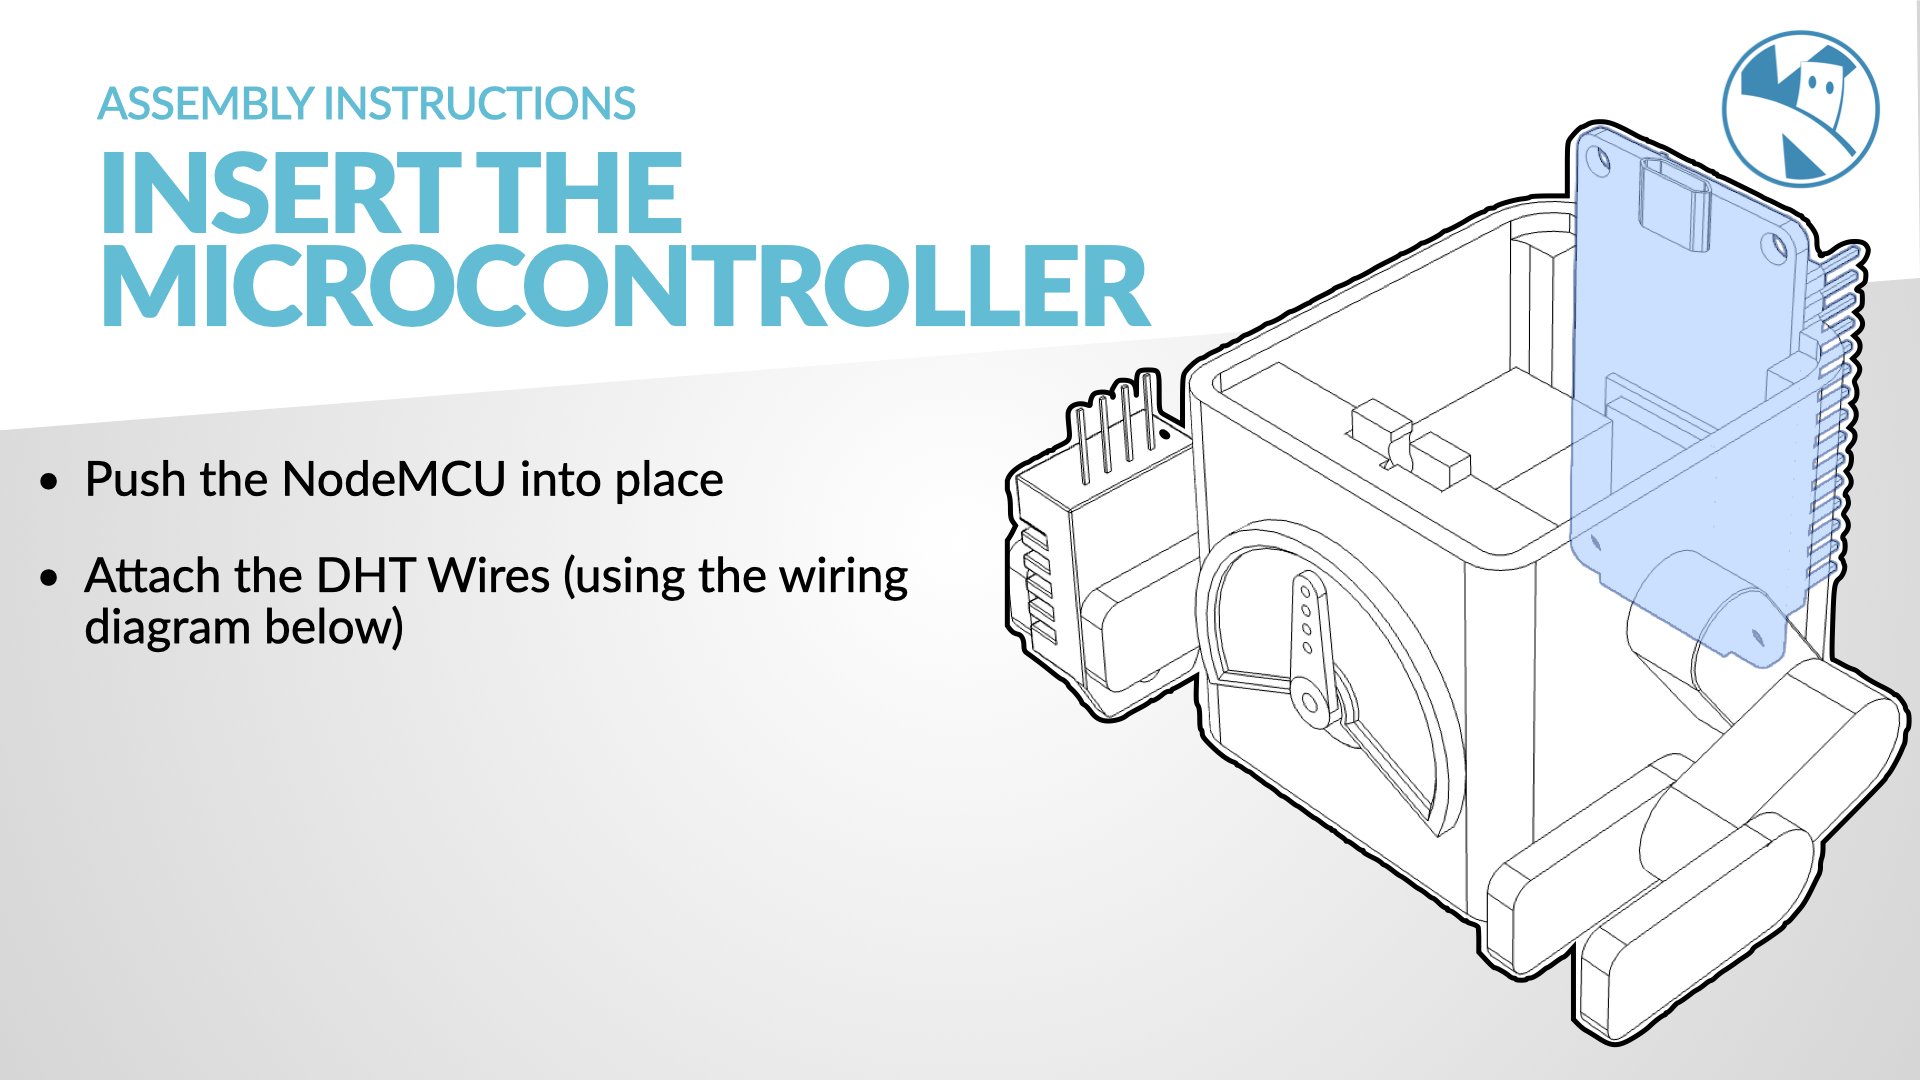 ASSEMBLY INSTRUCTIONS
INSERT THE
MICROCONTROLLER
• Push the NodeMCU into place
• Attach the DHT Wires (using the wiring
diagram below)